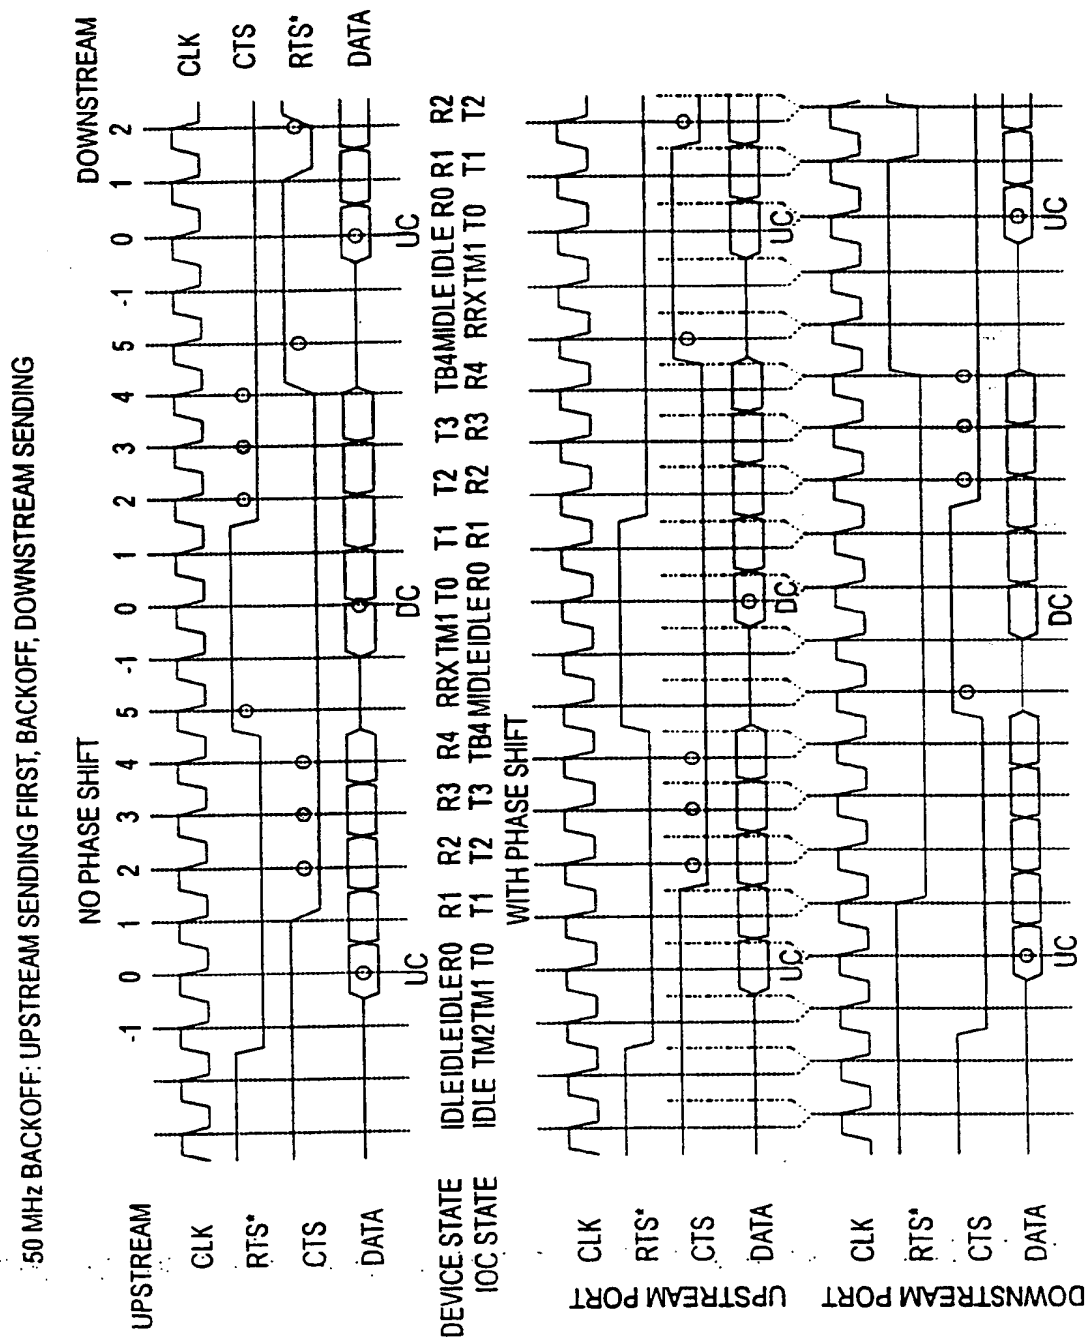 50 MHz BACKOFF: UPSTREAM SENDING FIRST, BACKOFF, DOWNSTREAM SENDING
NO PHASE SHIFT
UPSTREAM
DOWNSTREAM
-1 0 1 2 3 4 5 -1 0 1 2 3 4 5 -1 0 1 2
CLK
CLK
RTS*
CTS
CTS
RTS*
DATA
DATA
UC
DC
UC
DEVICE STATE IDLE IDLE IDLE R0 R1 R2 R3 R4 RRX TM1 T0 T1 T2 T3 TB4 MIDLE IDLE R0 R1 R2
IOC STATE IDLE TM2 TM1 T0 T1 T2 T3 TB4 MIDLE IDLE R0 R1 R2 R3 R4 RRX TM1 T0 T1 T2
WITH PHASE SHIFT
UPSTREAM PORT
CLK
RTS*
CTS
DATA
UC
DC
UC
DOWNSTREAM PORT
CLK
RTS*
CTS
DATA
UC
DC
UC